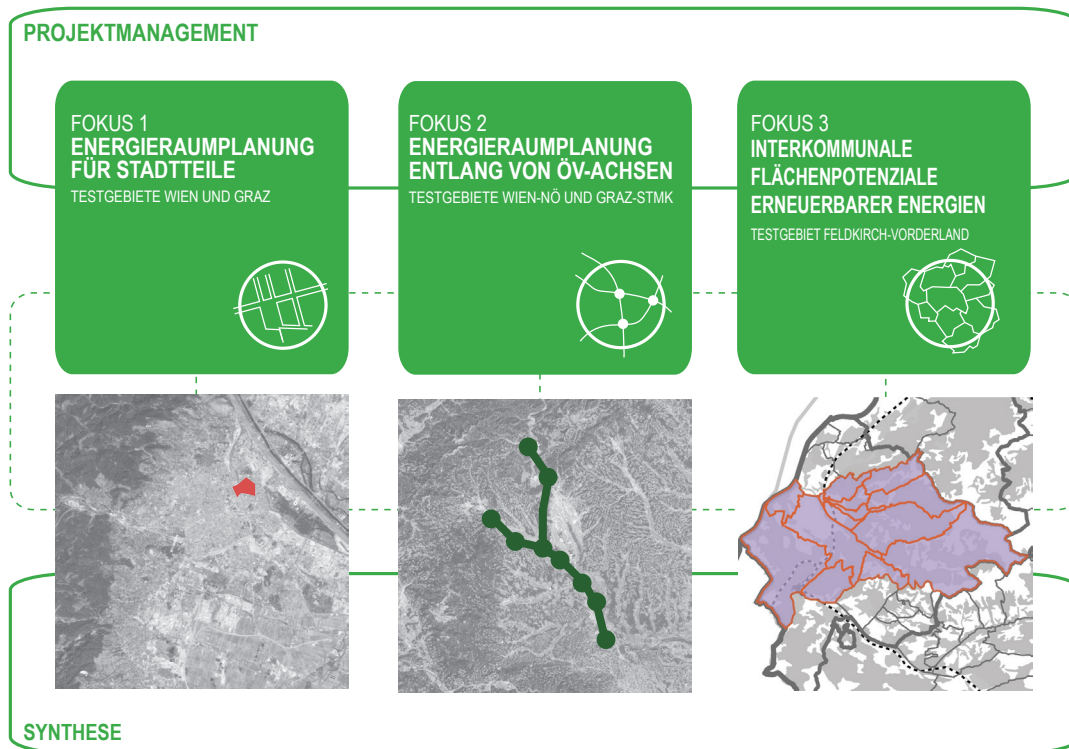 PROJEKTMANAGEMENT
FOKUS 1
ENERGIERAUMPLANUNG
FÜR STADTTEILE
TESTGEBIETE WIEN UND GRAZ
FOKUS 2
ENERGIERAUMPLANUNG
ENTLANG VON ÖV-ACHSEN
TESTGEBIETE WIEN-NÖ UND GRAZ-STMK
FOKUS 3
INTERKOMMUNALE
FLÄCHENPOTENZIALE
ERNEUERBARER ENERGIEN
TESTGEBIET FELDKIRCH-VORDERLAND
SYNTHESE